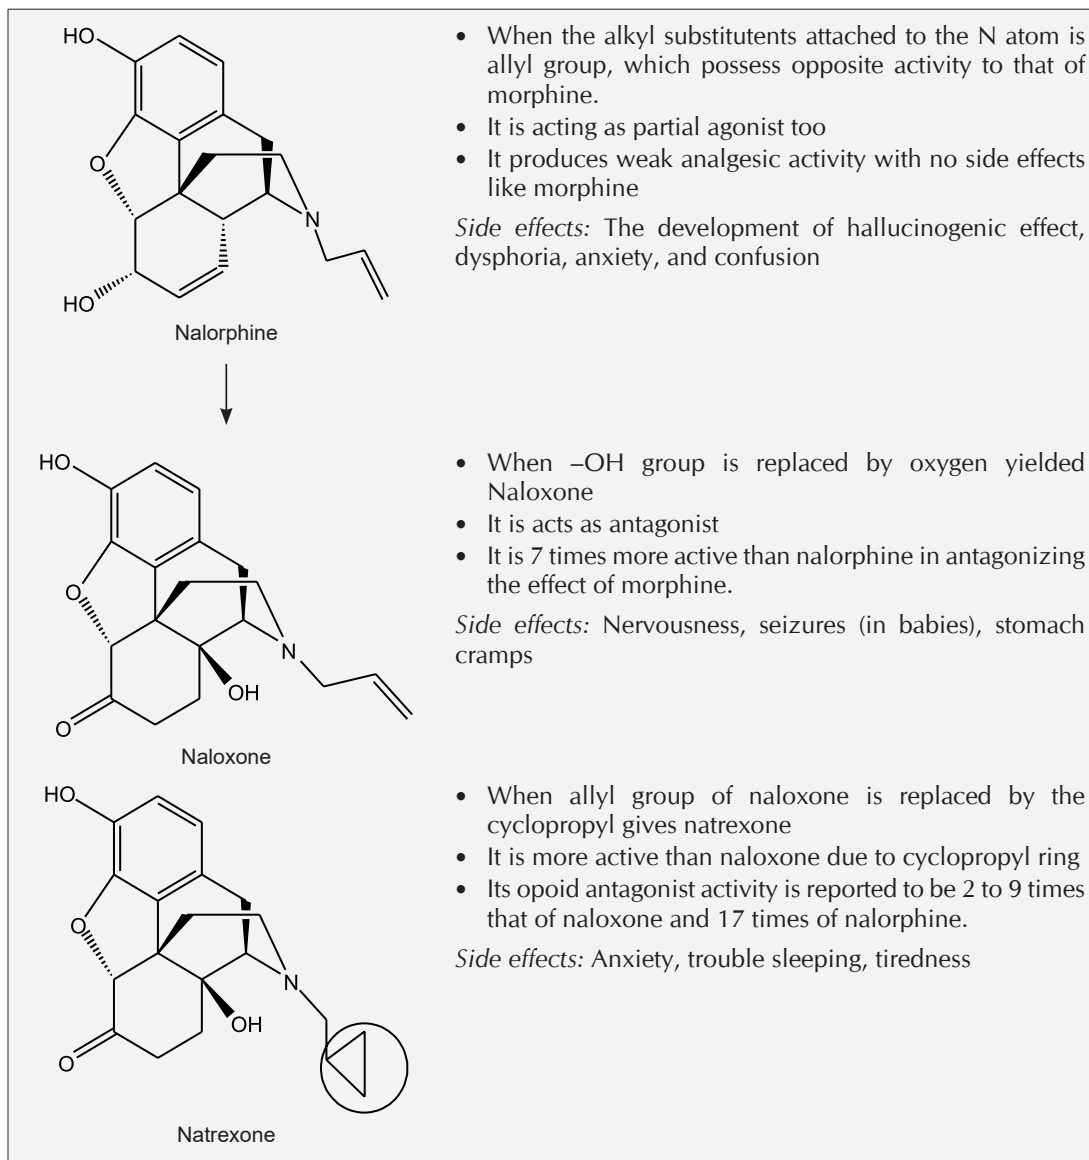 HO
O
N
HO
Nalorphine
• When the alkyl substitutents attached to the N atom is
allyl group, which possess opposite activity to that of
morphine.
• It is acting as partial agonist too
• It produces weak analgesic activity with no side effects
like morphine
Side effects: The development of hallucinogenic effect,
dysphoria, anxiety, and confusion
HO
O
N
OH
O
Naloxone
• When –OH group is replaced by oxygen yielded
Naloxone
• It is acts as antagonist
• It is 7 times more active than nalorphine in antagonizing
the effect of morphine.
Side effects: Nervousness, seizures (in babies), stomach
cramps
HO
O
N
OH
O
Natrexone
• When allyl group of naloxone is replaced by the
cyclopropyl gives natrexone
• It is more active than naloxone due to cyclopropyl ring
• Its opoid antagonist activity is reported to be 2 to 9 times
that of naloxone and 17 times of nalorphine.
Side effects: Anxiety, trouble sleeping, tiredness